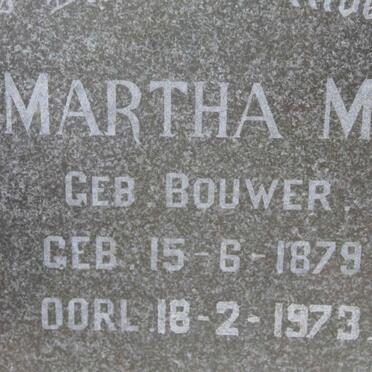 MARTHA M
GEB BOUWER
GEB. 15-6-1879
OORL. 18-2-1973.